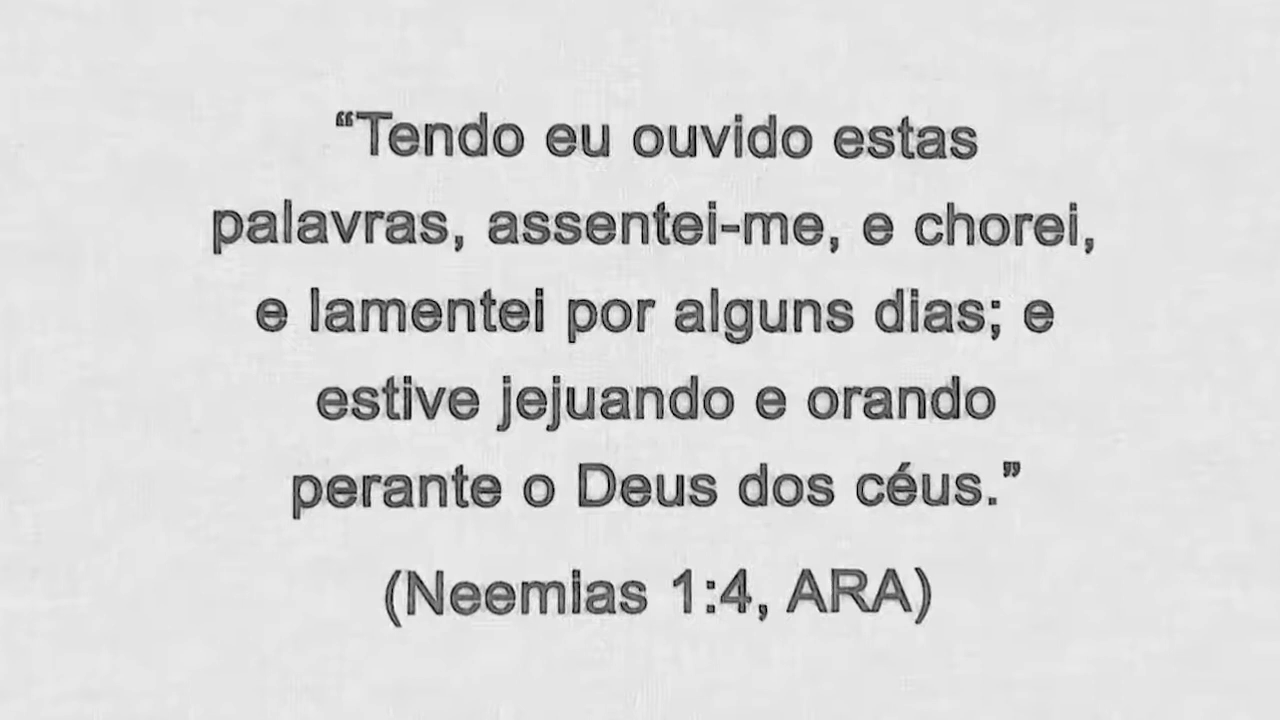 “Tendo eu ouvido estas
palavras, assentei-me, e chorei,
e lamentei por alguns dias; e
estive jejuando e orando
perante o Deus dos céus.”
(Neemias 1:4, ARA)